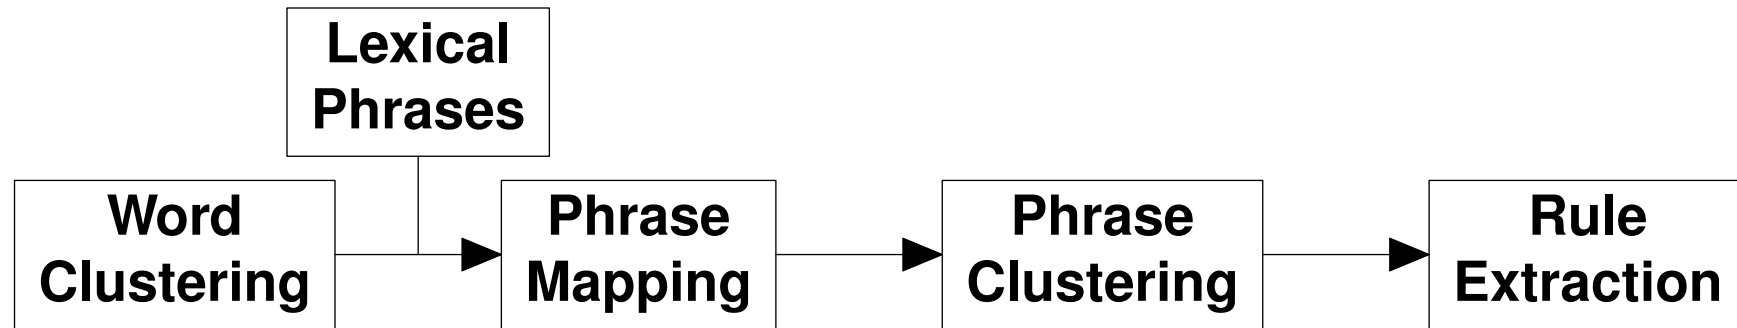 Lexical
Phrases
Word
Clustering
Phrase
Mapping
Phrase
Clustering
Rule
Extraction